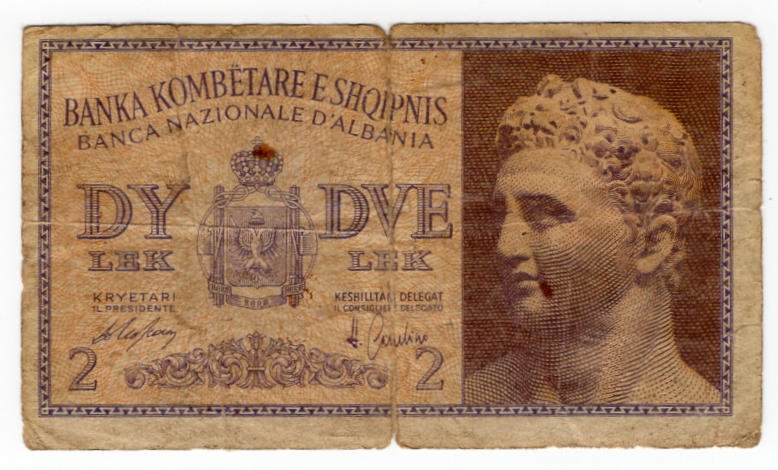 BANKA KOMBËTARE E SHQIPNIS
BANCA NAZIONALE D'ALBANIA
DY DVE
LEK LEK
KRYETARI KESHILLTAR DELEGAT
IL PRESIDENTE IL CONSIGLIERE DELEGATO
2 2